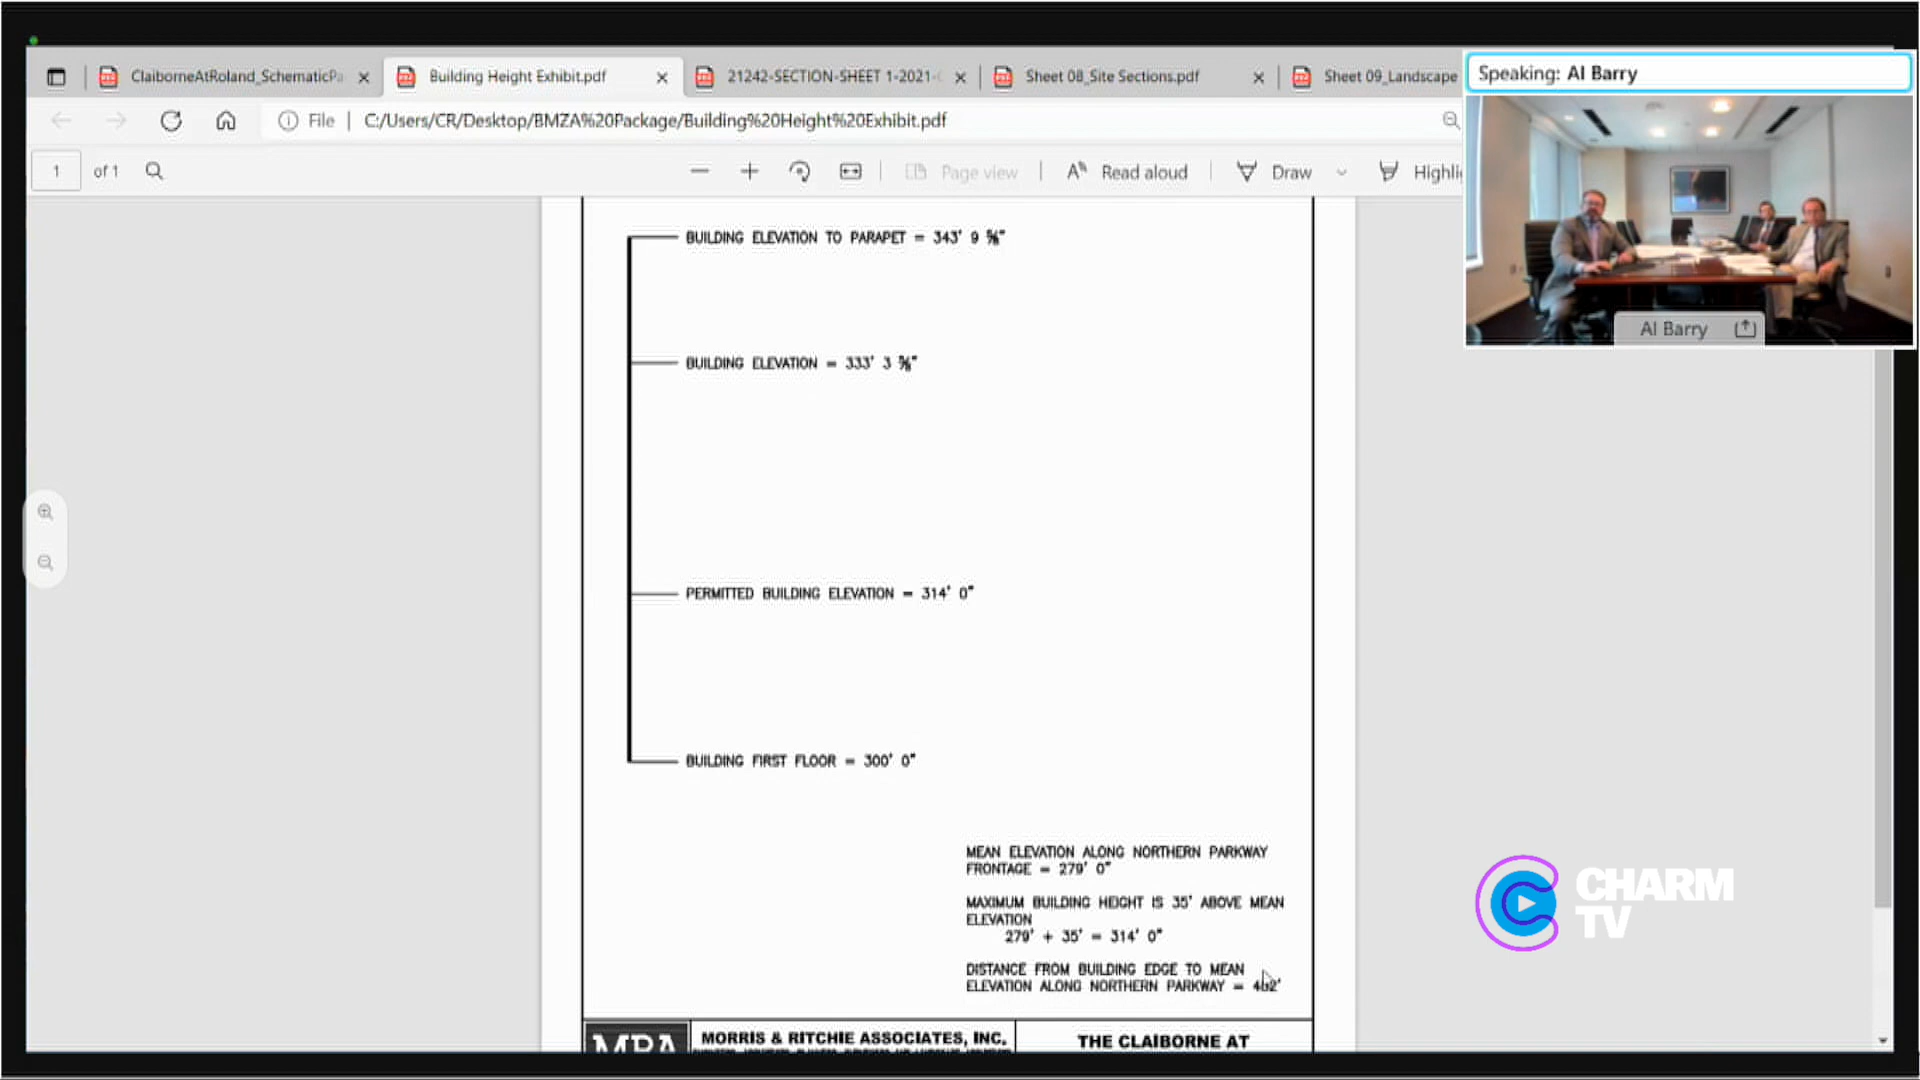 ClaiborneAtRoland_SchematicPa
Building Height Exhibit.pdf
21242-SECTION-SHEET 1-2021-
Sheet 08_Site Sections.pdf
Sheet 09_Landscape
Speaking: Al Barry
File
C:/Users/CR/Desktop/BMZA%20Package/Building%20Height%20Exhibit.pdf
1 of 1
Page view
Read aloud
Draw
Highli
Al Barry
BUILDING ELEVATION TO PARAPET = 343' 9 ⅝"
BUILDING ELEVATION = 333' 3 ⅝"
PERMITTED BUILDING ELEVATION = 314' 0"
BUILDING FIRST FLOOR = 300' 0"
MEAN ELEVATION ALONG NORTHERN PARKWAY
FRONTAGE = 279' 0"
MAXIMUM BUILDING HEIGHT IS 35' ABOVE MEAN
ELEVATION
279' + 35' = 314' 0"
DISTANCE FROM BUILDING EDGE TO MEAN
ELEVATION ALONG NORTHERN PARKWAY =
CHARM
TV
MRA
MORRIS & RITCHIE ASSOCIATES, INC.
THE CLAIBORNE AT